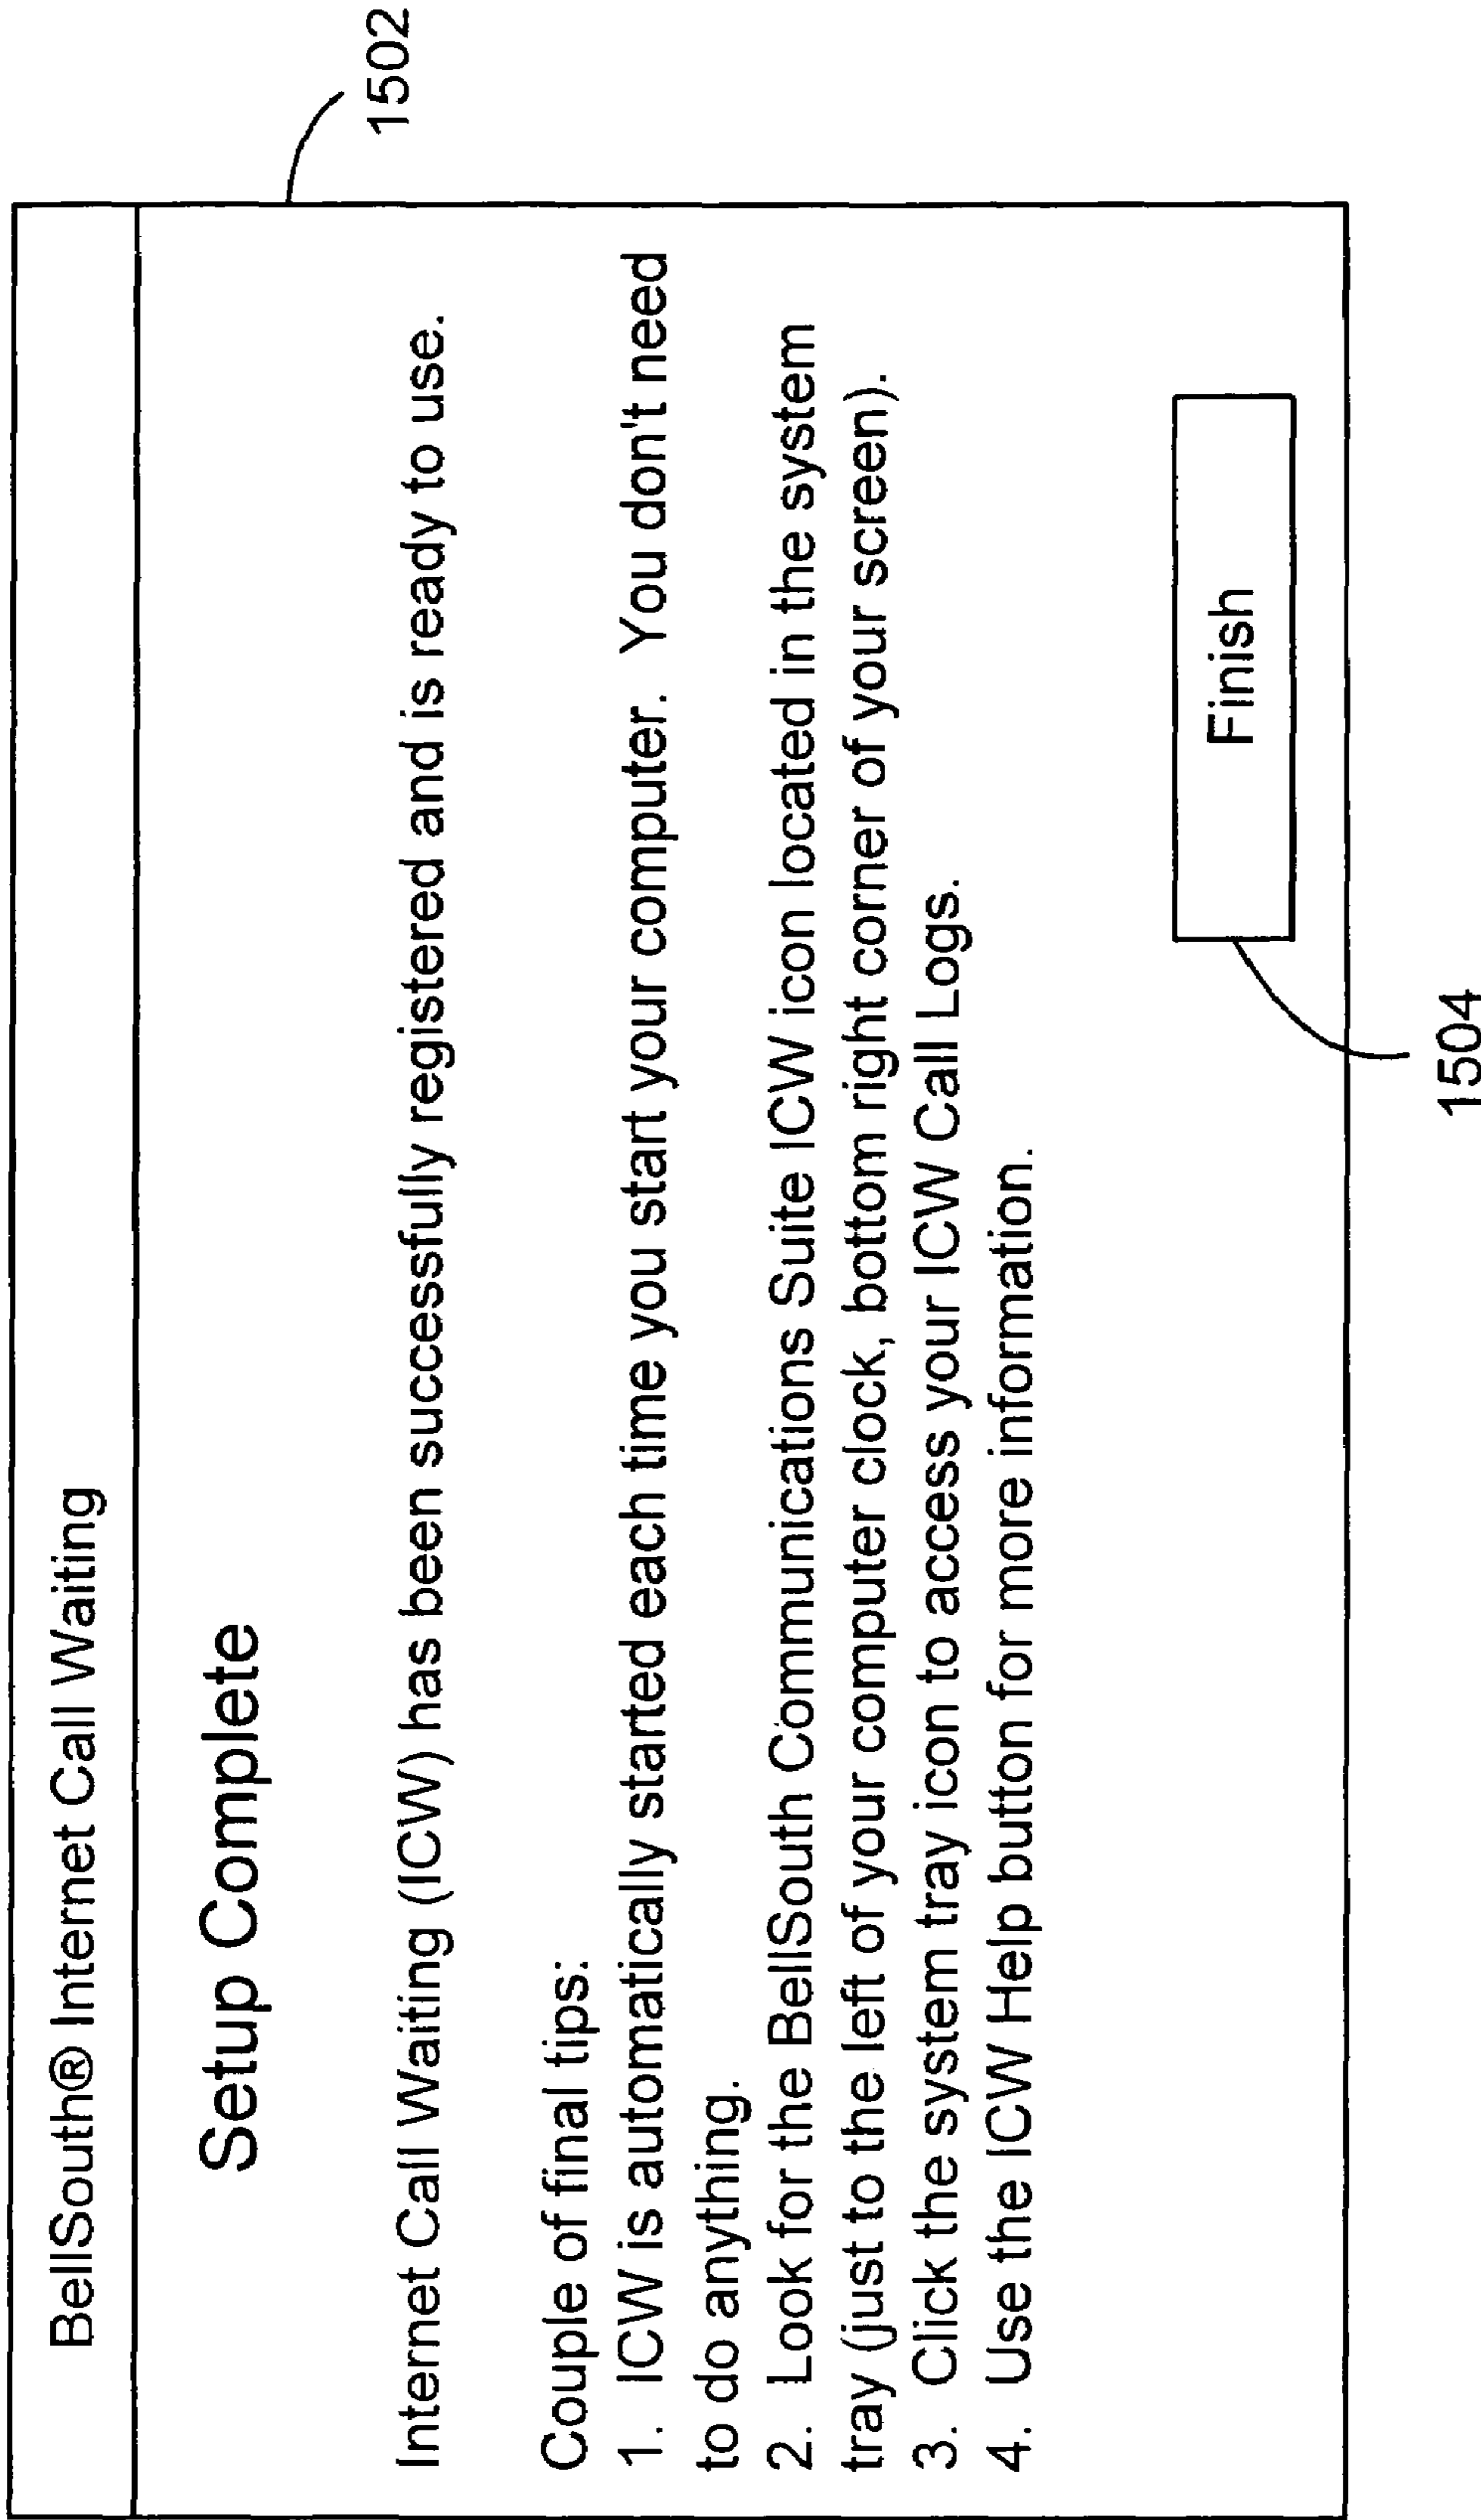 BellSouth® Internet Call Waiting
Setup Complete
Internet Call Waiting (ICW) has been successfully registered and is ready to use.
Couple of final tips:
1. ICW is automatically started each time you start your computer. You don't need
to do anything.
2. Look for the BellSouth Communications Suite ICW icon located in the system
tray (just to the left of your computer clock, bottom right corner of your screen).
3. Click the system tray icon to access your ICW Call Logs.
4. Use the ICW Help button for more information.
Finish
1502
1504